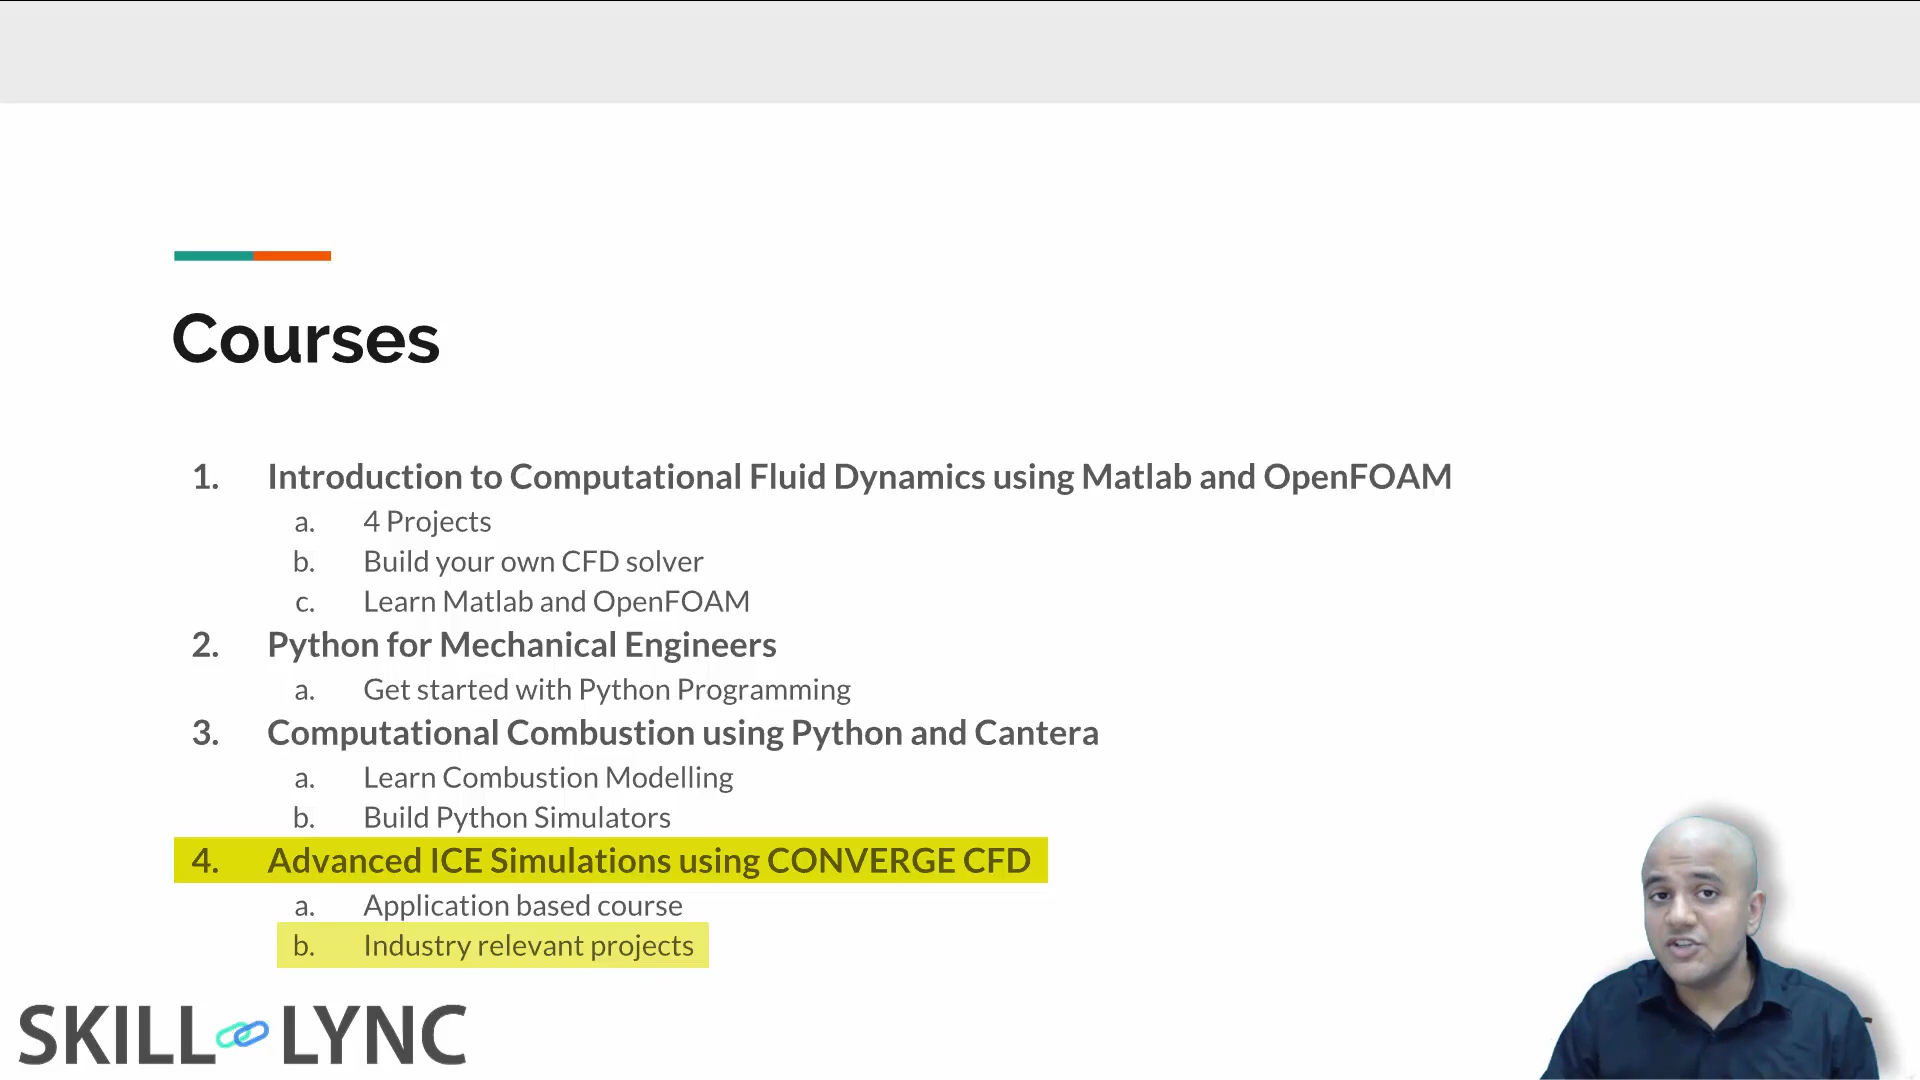 Courses
1. Introduction to Computational Fluid Dynamics using Matlab and OpenFOAM
a. 4 Projects
b. Build your own CFD solver
c. Learn Matlab and OpenFOAM
2. Python for Mechanical Engineers
a. Get started with Python Programming
3. Computational Combustion using Python and Cantera
a. Learn Combustion Modelling
b. Build Python Simulators
4. Advanced ICE Simulations using CONVERGE CFD
a. Application based course
b. Industry relevant projects
SKILL LYNC